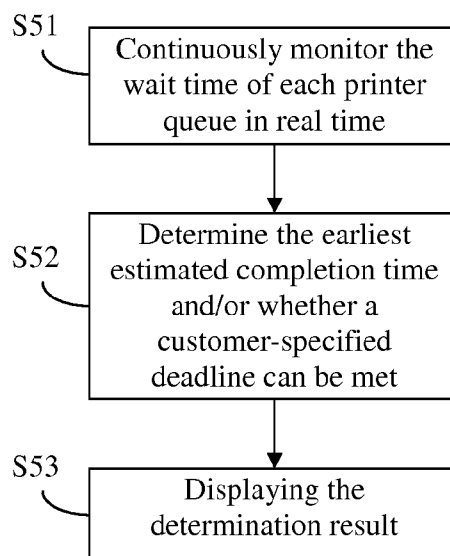 S51
Continuously monitor the
wait time of each printer
queue in real time
S52
Determine the earliest
estimated completion time
and/or whether a
customer-specified
deadline can be met
S53
Displaying the
determination result